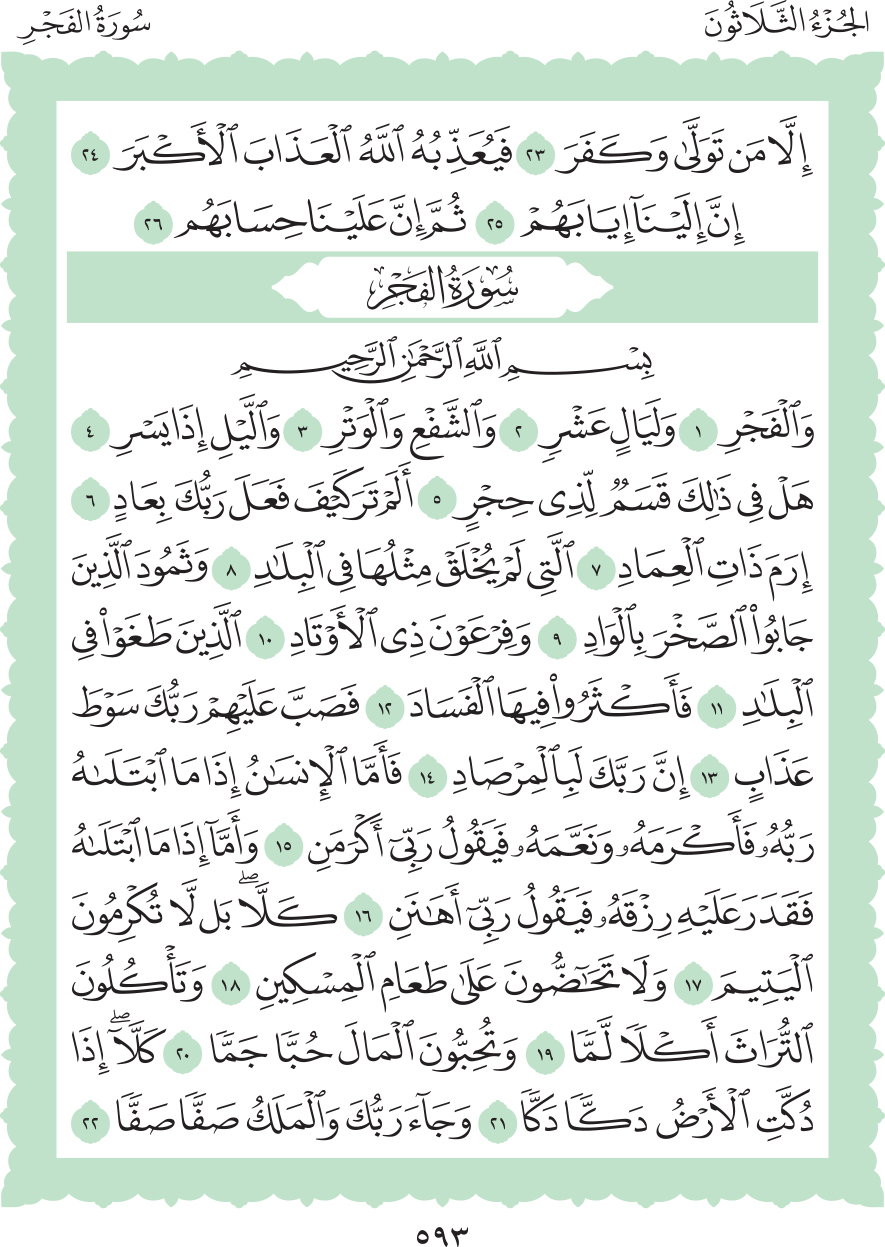 الجُزْءُ الثَّلَاثُونَ سُورَةُ الفَجْرِ
إِلَّا مَن تَوَلَّىٰ وَكَفَرَ ٢٣ فَيُعَذِّبُهُ ٱللَّهُ ٱلْعَذَابَ ٱلْأَكْبَرَ ٢٤
إِنَّ إِلَيْنَآ إِيَابَهُمْ ٢٥ ثُمَّ إِنَّ عَلَيْنَا حِسَابَهُم ٢٦
سُورَةُ الفَجْرِ
بِسْمِ ٱللَّهِ ٱلرَّحْمَٰنِ ٱلرَّحِيمِ
وَٱلْفَجْرِ ١ وَلَيَالٍ عَشْرٍ ٢ وَٱلشَّفْعِ وَٱلْوَتْرِ ٣ وَٱلَّيْلِ إِذَا يَسْرِ ٤
هَلْ فِى ذَٰلِكَ قَسَمٌ لِّذِى حِجْرٍ ٥ أَلَمْ تَرَ كَيْفَ فَعَلَ رَبُّكَ بِعَادٍ ٦
إِرَمَ ذَاتِ ٱلْعِمَادِ ٧ ٱلَّتِى لَمْ يُخْلَقْ مِثْلُهَا فِى ٱلْبِلَٰدِ ٨ وَثَمُودَ ٱلَّذِينَ
جَابُوا۟ ٱلصَّخْرَ بِٱلْوَادِ ٩ وَفِرْعَوْنَ ذِى ٱلْأَوْتَادِ ١٠ ٱلَّذِينَ طَغَوْا۟ فِى
ٱلْبِلَٰدِ ١١ فَأَكْثَرُوا۟ فِيهَا ٱلْفَسَادَ ١٢ فَصَبَّ عَلَيْهِمْ رَبُّكَ سَوْطَ
عَذَابٍ ١٣ إِنَّ رَبَّكَ لَبِٱلْمِرْصَادِ ١٤ فَأَمَّا ٱلْإِنسَٰنُ إِذَا مَا ٱبْتَلَىٰهُ
رَبُّهُۥ فَأَكْرَمَهُۥ وَنَعَّمَهُۥ فَيَقُولُ رَبِّىٓ أَكْرَمَنِ ١٥ وَأَمَّآ إِذَا مَا ٱبْتَلَىٰهُ
فَقَدَرَ عَلَيْهِ رِزْقَهُۥ فَيَقُولُ رَبِّىٓ أَهَٰنَنِ ١٦ كَلَّا ۖ بَل لَّا تُكْرِمُونَ
ٱلْيَتِيمَ ١٧ وَلَا تَحَٰٓضُّونَ عَلَىٰ طَعَامِ ٱلْمِسْكِينِ ١٨ وَتَأْكُلُونَ
ٱلتُّرَاثَ أَكْلًا لَّمًّا ١٩ وَتُحِبُّونَ ٱلْمَالَ حُبًّا جَمًّا ٢٠ كَلَّآ ۖ إِذَا
دُكَّتِ ٱلْأَرْضُ دَكًّا دَكًّا ٢١ وَجَآءَ رَبُّكَ وَٱلْمَلَكُ صَفًّا صَفًّا ٢٢
٥٩٣